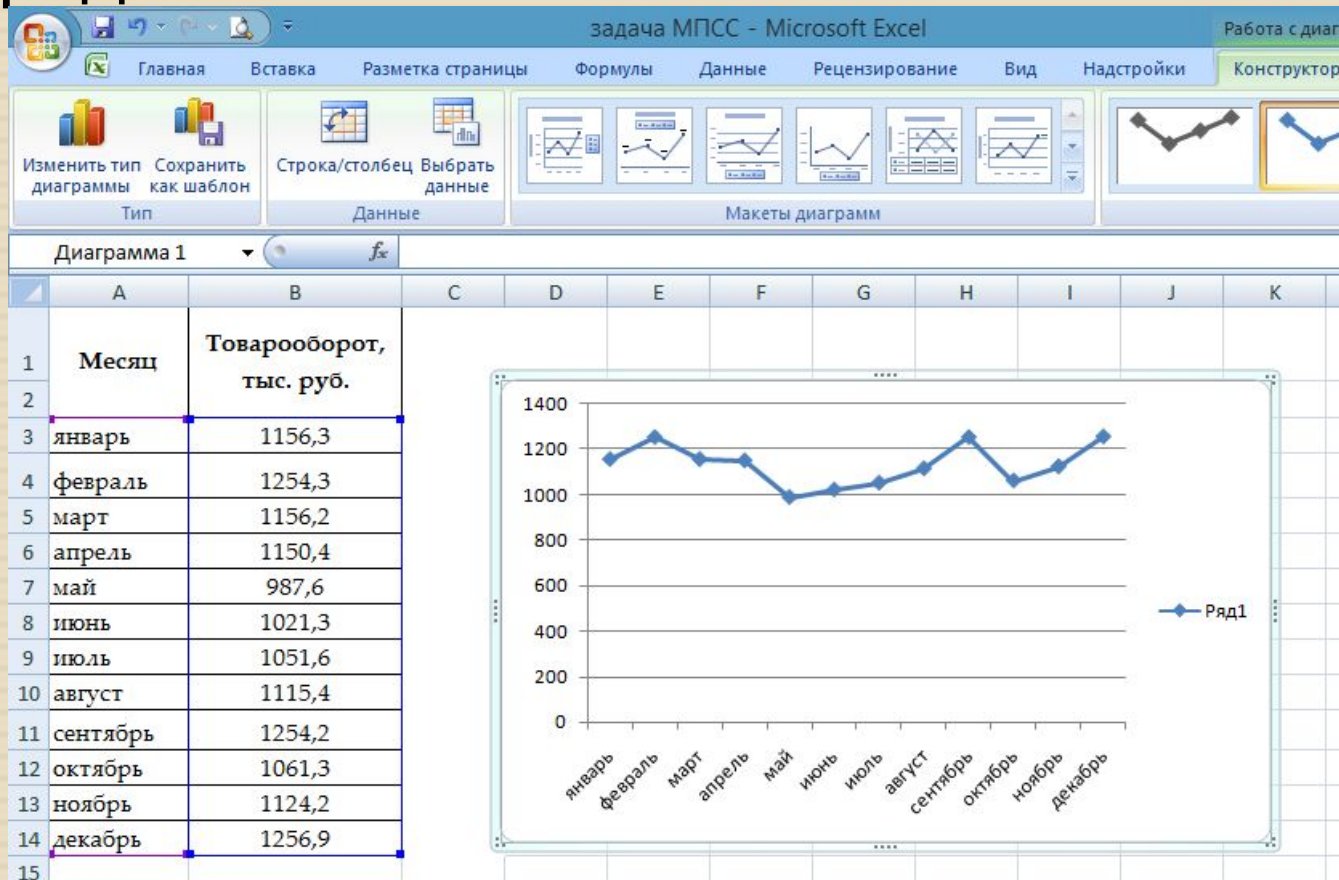 задача МПСС - Microsoft Excel
Работа с диаг
Главная Вставка Разметка страницы Формулы Данные Рецензирование Вид Надстройки Конструктор
Изменить тип диаграммы
Сохранить как шаблон
Строка/столбец
Выбрать данные
Тип Данные Макеты диаграмм
Диаграмма 1 fx
A B C D E F G H I J K
1 Месяц Товарооборот,
2 тыс. руб.
3 январь 1156,3
4 февраль 1254,3
5 март 1156,2
6 апрель 1150,4
7 май 987,6
8 июнь 1021,3
9 июль 1051,6
10 август 1115,4
11 сентябрь 1254,2
12 октябрь 1061,3
13 ноябрь 1124,2
14 декабрь 1256,9
15
1400
1200
1000
800
600
400
200
0
январь февраль март апрель май июнь июль август сентябрь октябрь ноябрь декабрь
Ряд1